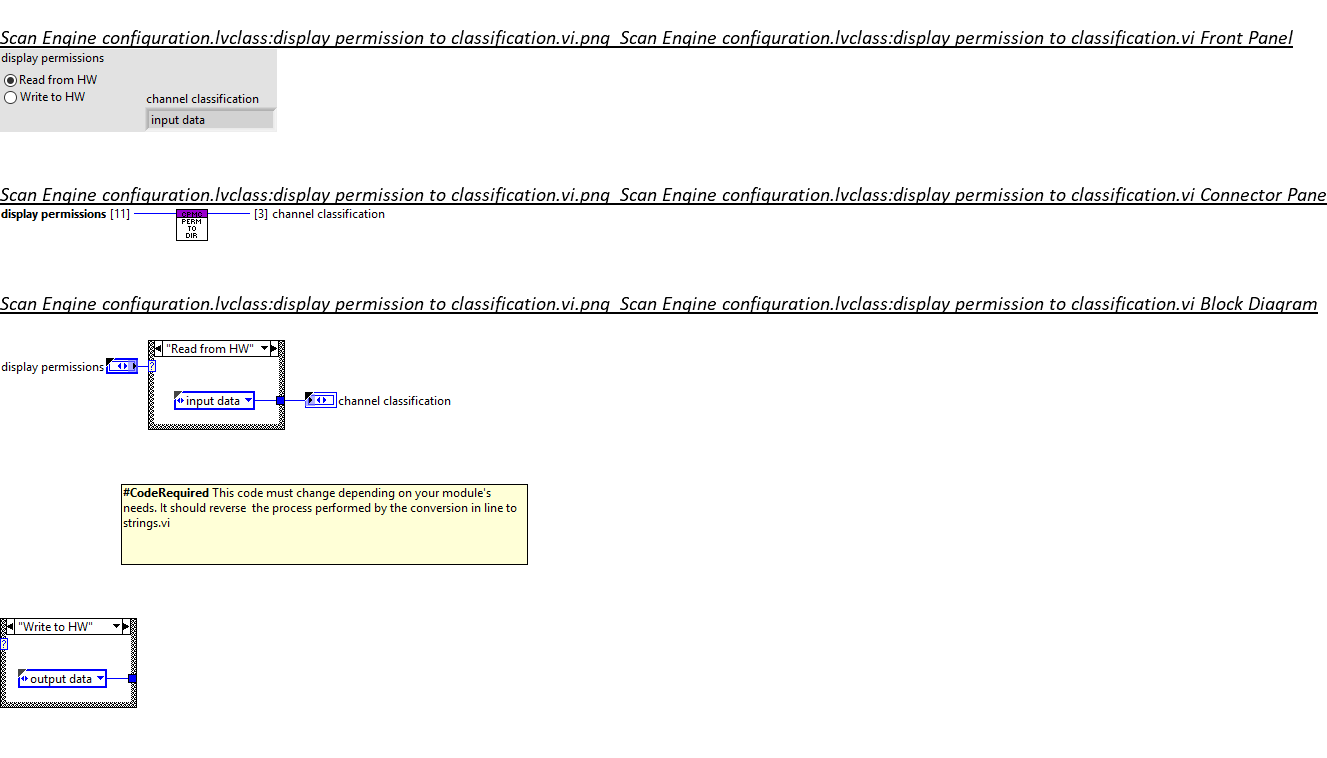 Scan Engine configuration.lvclass:display permission to classification.vi.png Scan Engine configuration.lvclass:display permission to classification.vi Front Panel
display permissions
Read from HW
Write to HW
channel classification
input data
Scan Engine configuration.lvclass:display permission to classification.vi.png Scan Engine configuration.lvclass:display permission to classification.vi Connector Pane
display permissions [11]
[3] channel classification
PERM
TO
DIR
Scan Engine configuration.lvclass:display permission to classification.vi.png Scan Engine configuration.lvclass:display permission to classification.vi Block Diagram
"Read from HW"
display permissions
?
input data
channel classification
#CodeRequired This code must change depending on your module's
needs. It should reverse the process performed by the conversion in line to
strings.vi
"Write to HW"
?
output data